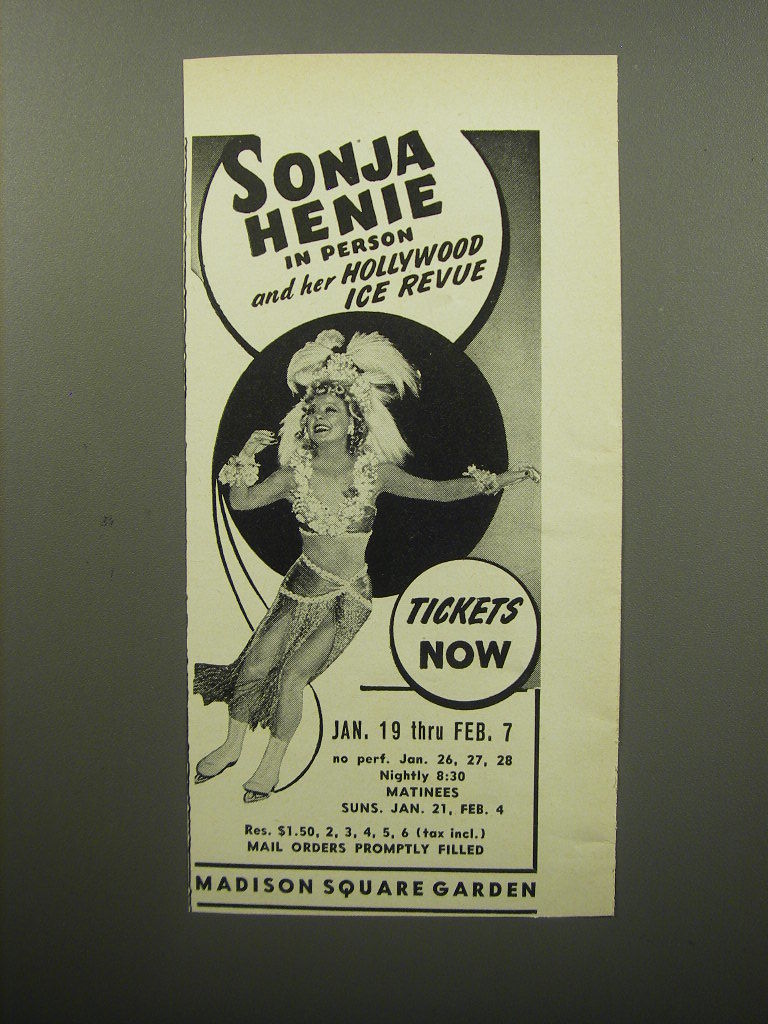 SONJA
HENIE
IN PERSON
and her HOLLYWOOD
ICE REVUE
TICKETS
NOW
JAN. 19 thru FEB. 7
no perf. Jan. 26, 27, 28
Nightly 8:30
MATINEES
SUNS. JAN. 21, FEB. 4
Res. $1.50, 2, 3, 4, 5, 6 (tax incl.)
MAIL ORDERS PROMPTLY FILLED
MADISON SQUARE GARDEN